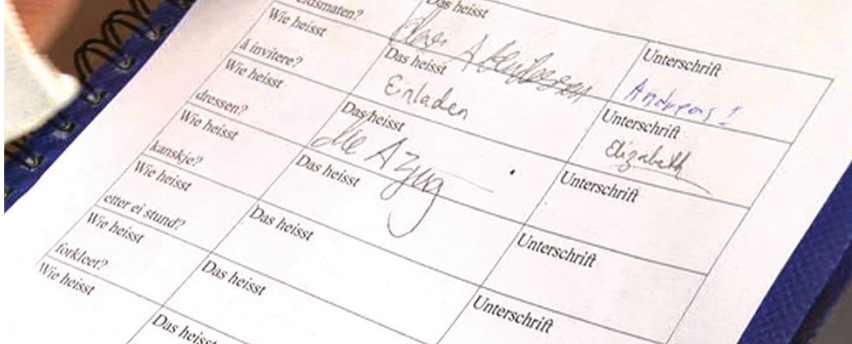 idsmaten?
Das heisst
Unterschrift
Andreas !
Wie heisst
å invitere?
Das heisst
Einladen
Unterschrift
Elizabeth
Wie heisst
dressen?
Das heisst
Azug
Unterschrift
Wie heisst
kanskje?
Das heisst
Unterschrift
Wie heisst
etter ei stund?
Das heisst
Unterschrift
Wie heisst
forkleet?
Das heisst
Wie heisst
Das heisst